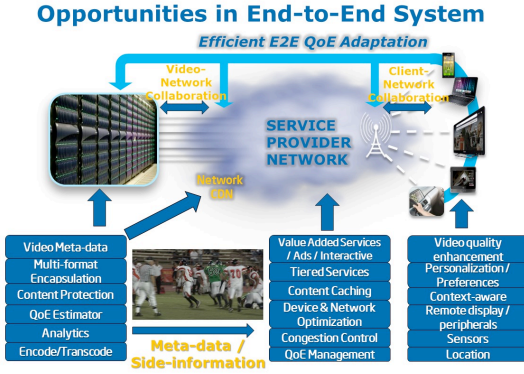 Opportunities in End-to-End System
Efficient E2E QoE Adaptation
Video-
Network
Collaboration
Client-
Network
Collaboration
SERVICE
PROVIDER
NETWORK
Network
CDN
Video Meta-data
Multi-format
Encapsulation
Content Protection
QoE Estimator
Analytics
Encode/Transcode
Meta-data /
Side-information
Value Added Services
/ Ads / Interactive
Tiered Services
Content Caching
Device & Network
Optimization
Congestion Control
QoE Management
Video quality
enhancement
Personalization /
Preferences
Context-aware
Remote display /
peripherals
Sensors
Location